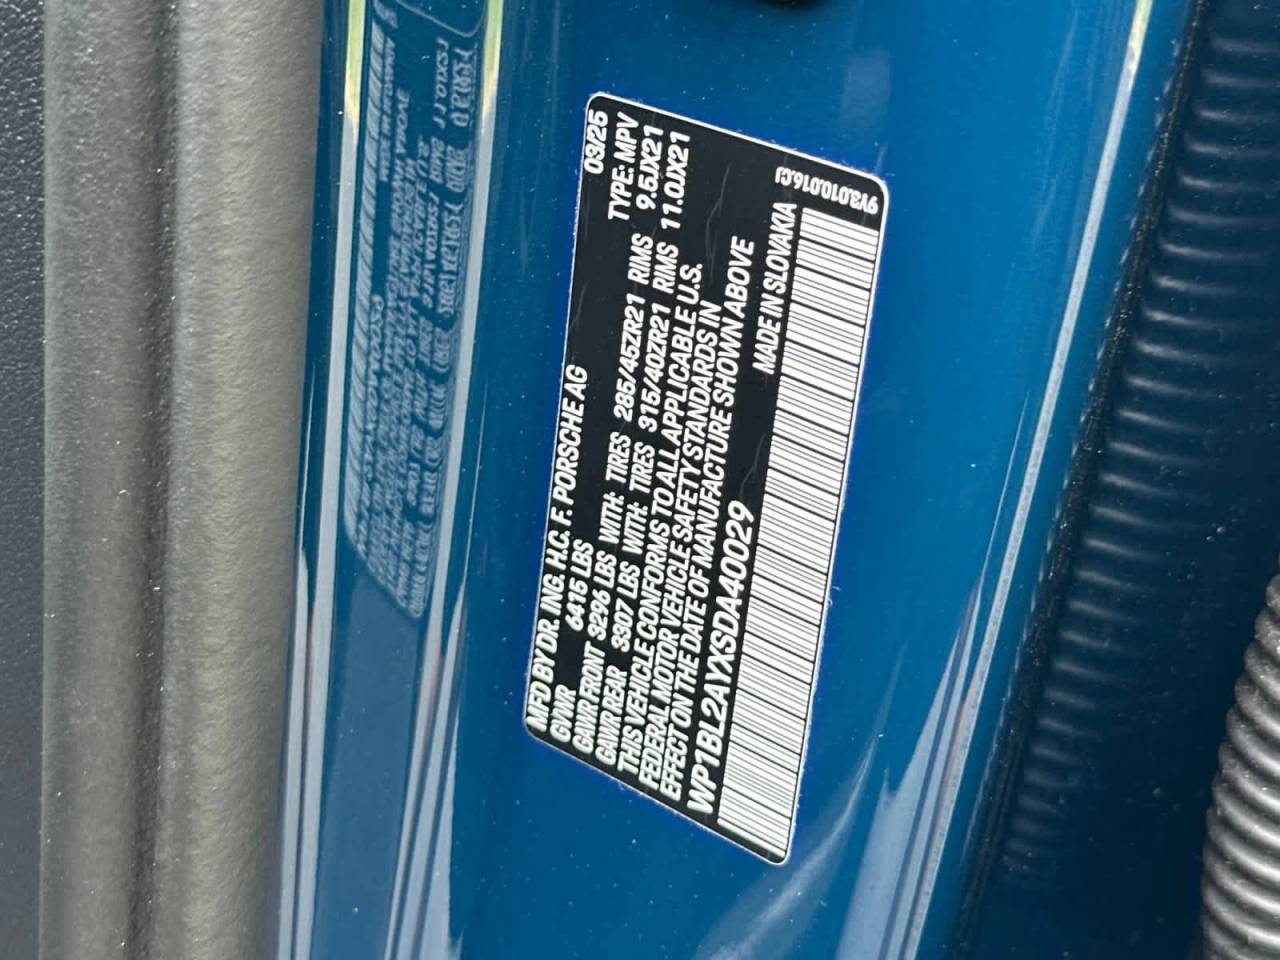 MFD BY DR. ING. H.C. F. PORSCHE AG 03/25
GVWR 6416 LBS TYPE: MPV
GAWR FRONT 3296 LBS WITH: TIRES 285/45ZR21 RIMS 9.5JX21
GAWR REAR 3307 LBS WITH: TIRES 315/40ZR21 RIMS 11.0JX21
THIS VEHICLE CONFORMS TO ALL APPLICABLE U.S.
FEDERAL MOTOR VEHICLE SAFETY STANDARDS IN
EFFECT ON THE DATE OF MANUFACTURE SHOWN ABOVE
WP1BL2AYXSDA40029 MADE IN SLOVAKIA
9Y3.010.016.CJ